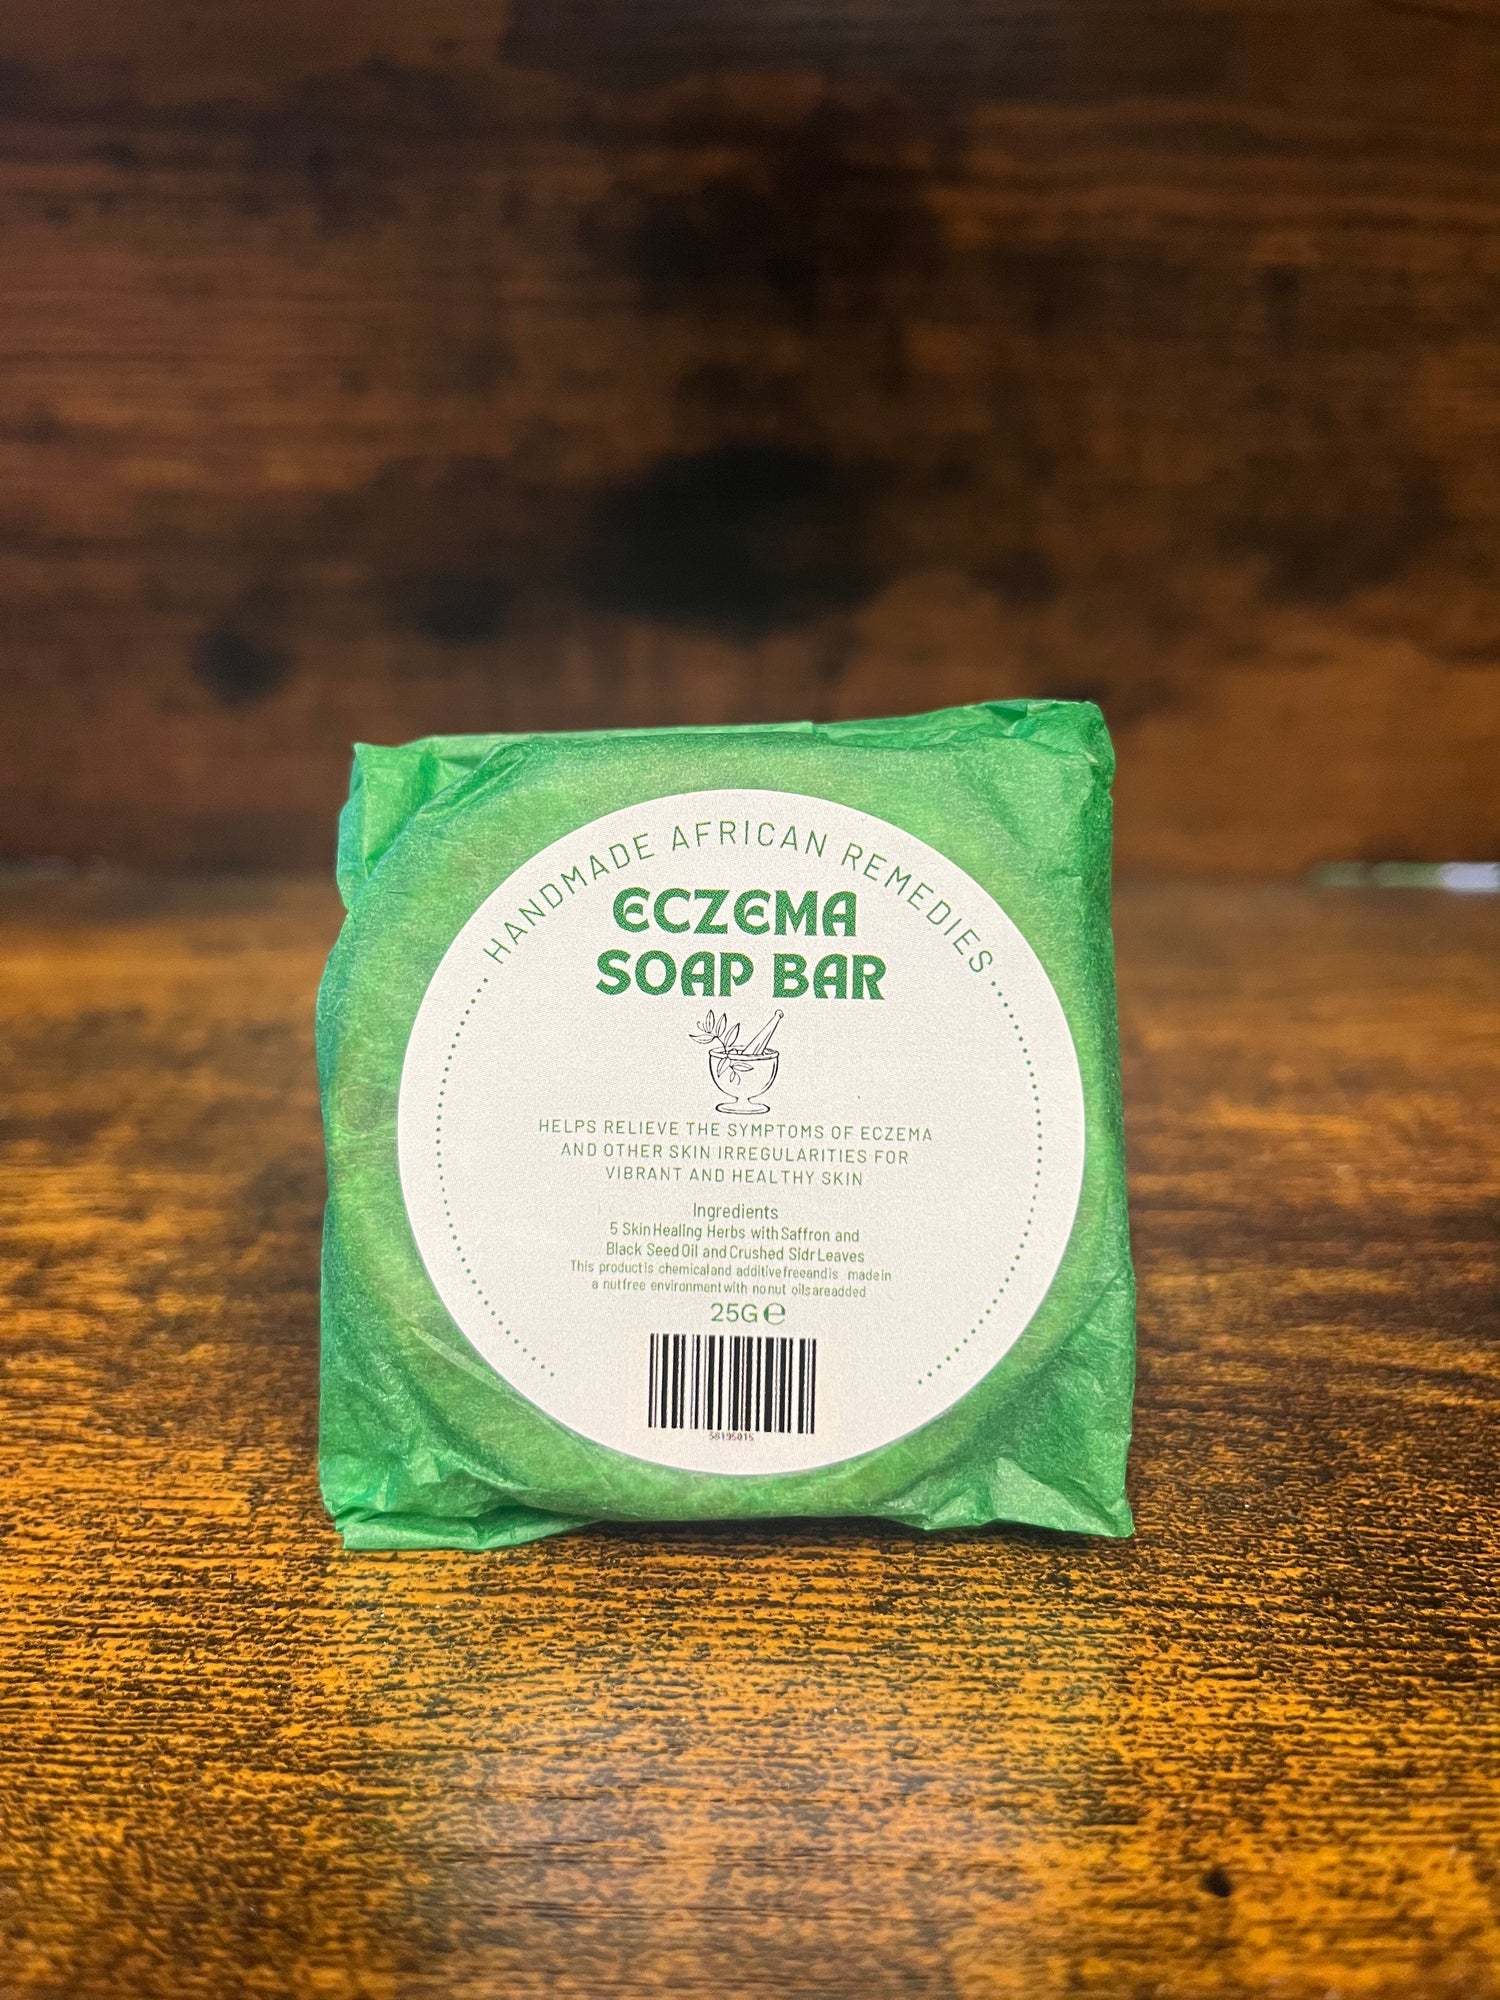 HANDMADE AFRICAN REMEDIES
ECZEMA
SOAP BAR
HELPS RELIEVE THE SYMPTOMS OF ECZEMA
AND OTHER SKIN IRREGULARITIES FOR
VIBRANT AND HEALTHY SKIN
Ingredients
5 Skin Healing Herbs with Saffron and
Black Seed Oil and Crushed Sidr Leaves
This product is chemical and additive free and is made in
a nut free environment with no nut oils are added
25G ℮
58195015